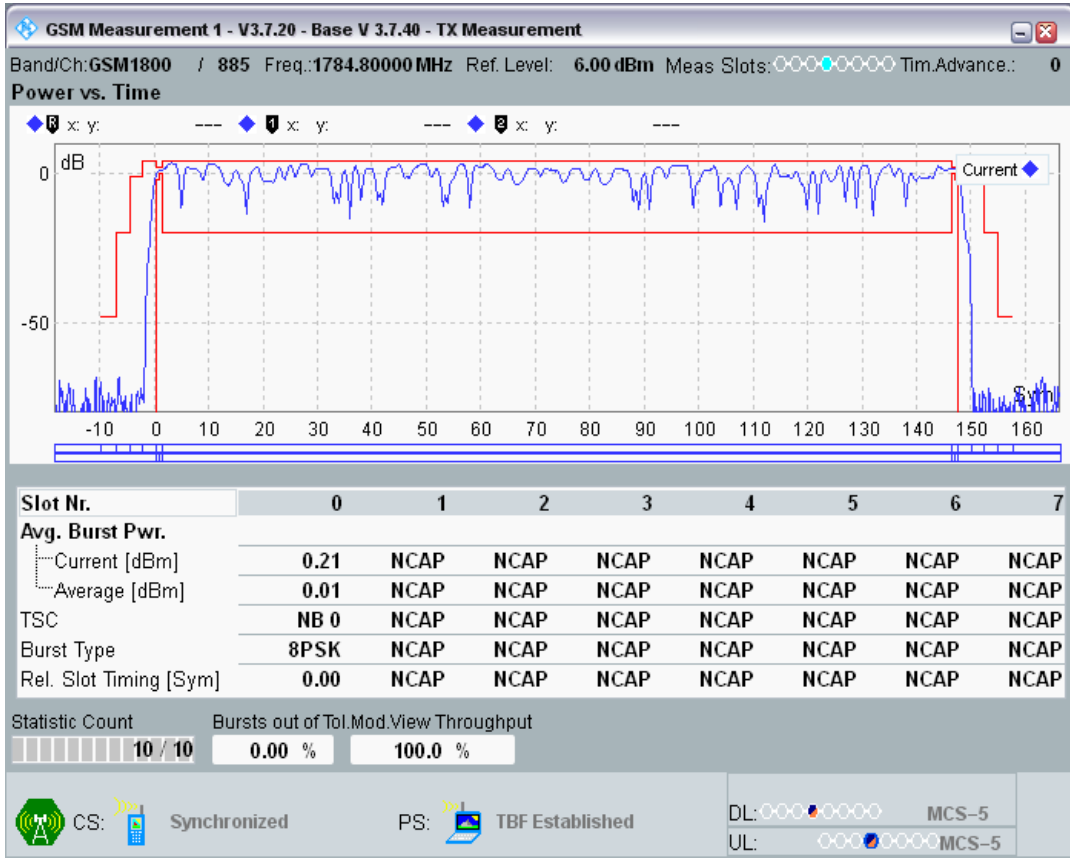 GSM Measurement 1 - V3.7.20 - Base V 3.7.40 - TX Measurement
Band/Ch:GSM1800 / 885 Freq.:1784.80000 MHz Ref. Level: 6.00 dBm Meas Slots: Tim.Advance.: 0
Power vs. Time
R x: y: --- 1 x: y: --- 2 x: y: ---
dB
Current
0
-50
Sym
-10 0 10 20 30 40 50 60 70 80 90 100 110 120 130 140 150 160
Slot Nr. 0 1 2 3 4 5 6 7
Avg. Burst Pwr.
Current [dBm] 0.21 NCAP NCAP NCAP NCAP NCAP NCAP NCAP
Average [dBm] 0.01 NCAP NCAP NCAP NCAP NCAP NCAP NCAP
TSC NB 0 NCAP NCAP NCAP NCAP NCAP NCAP NCAP
Burst Type 8PSK NCAP NCAP NCAP NCAP NCAP NCAP NCAP
Rel. Slot Timing [Sym] 0.00 NCAP NCAP NCAP NCAP NCAP NCAP NCAP
Statistic Count Bursts out of Tol.Mod.View Throughput
10 / 10 0.00 % 100.0 %
CS: Synchronized PS: TBF Established DL: MCS-5
UL: MCS-5